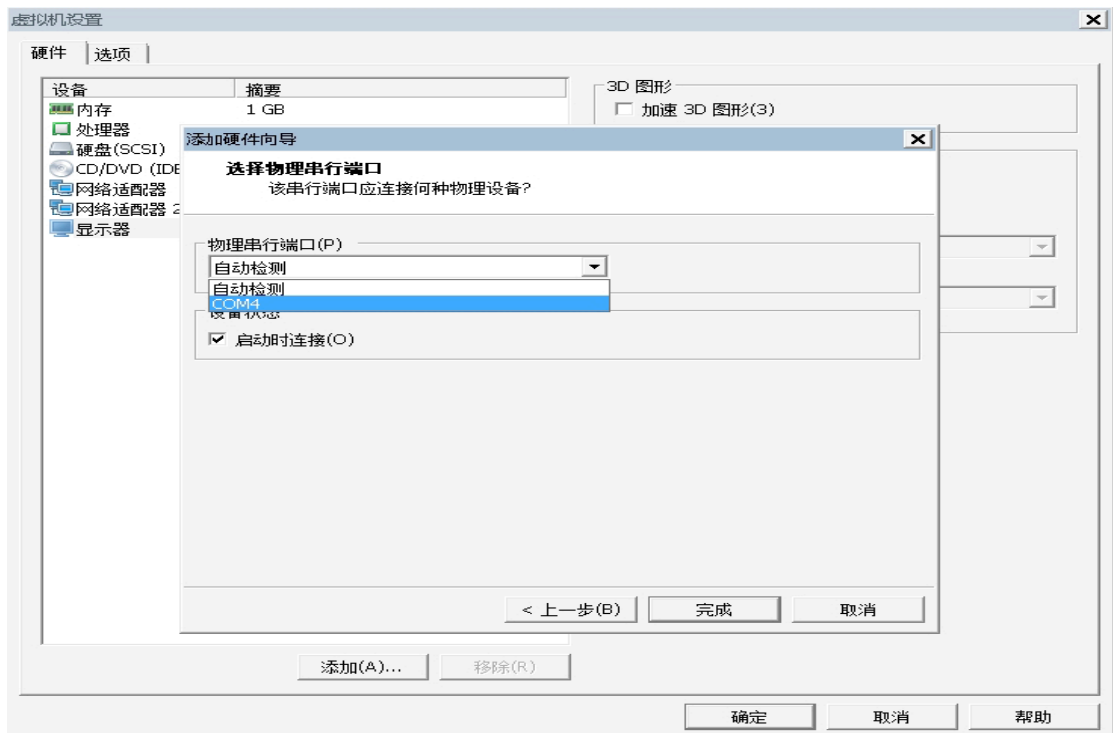 虚拟机设置
硬件 选项
设备 摘要
内存 1 GB
处理器
硬盘(SCSI)
CD/DVD (IDE
网络适配器
网络适配器 2
显示器
3D 图形
加速 3D 图形(3)
添加硬件向导
选择物理串行端口
该串行端口应连接何种物理设备?
物理串行端口(P)
自动检测
自动检测
COM4
设备状态
启动时连接(O)
< 上一步(B) 完成 取消
添加(A)... 移除(R)
确定 取消 帮助